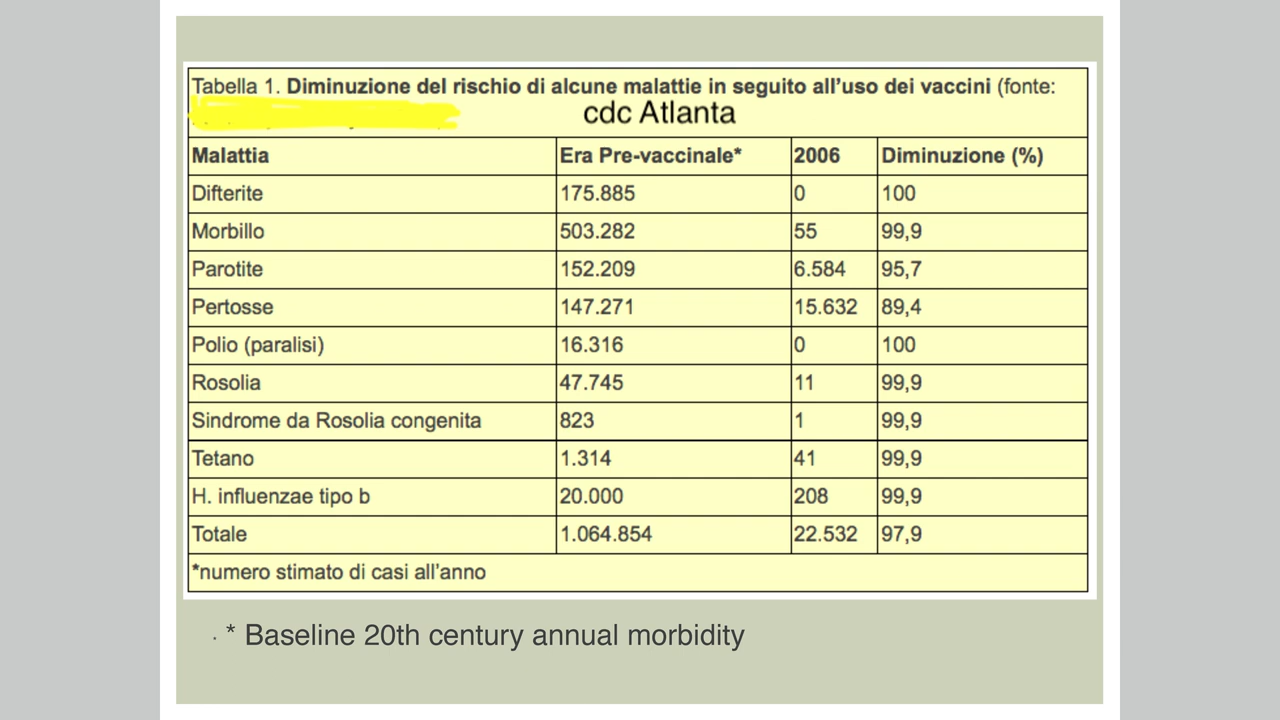 Tabella 1. Diminuzione del rischio di alcune malattie in seguito all'uso dei vaccini (fonte:
cdc Atlanta
Malattia Era Pre-vaccinale* 2006 Diminuzione (%)
Difterite 175.885 0 100
Morbillo 503.282 55 99,9
Parotite 152.209 6.584 95,7
Pertosse 147.271 15.632 89,4
Polio (paralisi) 16.316 0 100
Rosolia 47.745 11 99,9
Sindrome da Rosolia congenita 823 1 99,9
Tetano 1.314 41 99,9
H. influenzae tipo b 20.000 208 99,9
Totale 1.064.854 22.532 97,9
*numero stimato di casi all'anno
· * Baseline 20th century annual morbidity